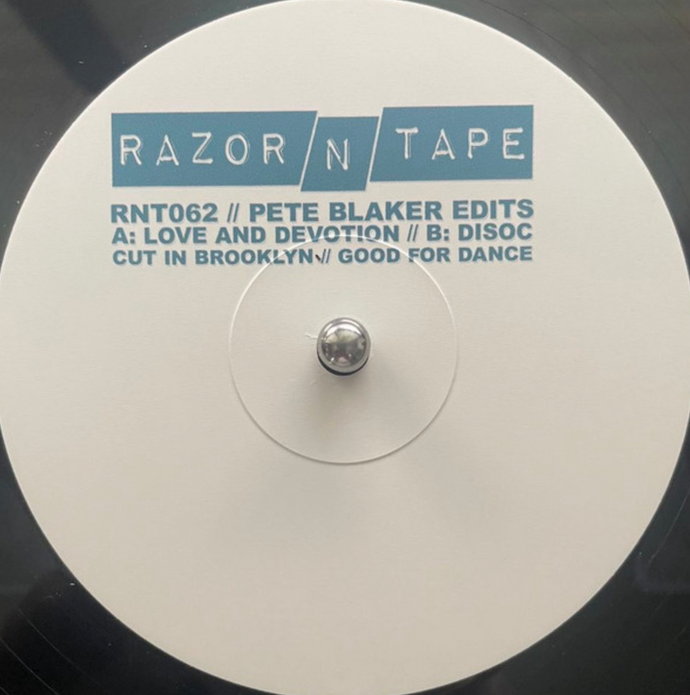 RAZOR N TAPE
RNT062 // PETE BLAKER EDITS
A: LOVE AND DEVOTION // B: DISOC
CUT IN BROOKLYN // GOOD FOR DANCE